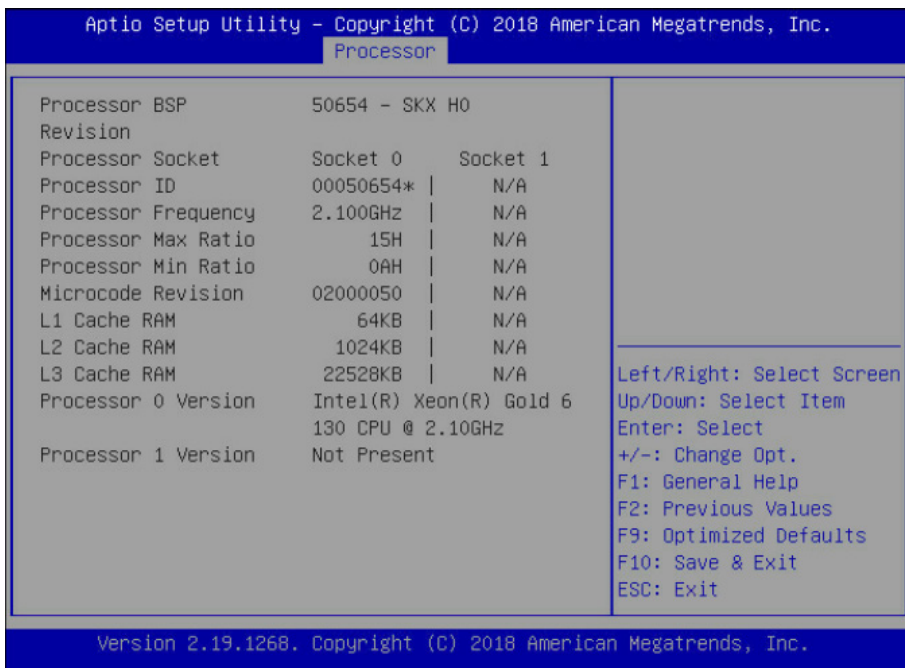 Aptio Setup Utility – Copyright (C) 2018 American Megatrends, Inc.
Processor
Processor BSP 50654 - SKX H0
Revision
Processor Socket Socket 0 Socket 1
Processor ID 00050654* | N/A
Processor Frequency 2.100GHz | N/A
Processor Max Ratio 15H | N/A
Processor Min Ratio 0AH | N/A
Microcode Revision 02000050 | N/A
L1 Cache RAM 64KB | N/A
L2 Cache RAM 1024KB | N/A
L3 Cache RAM 22528KB | N/A
Processor 0 Version Intel(R) Xeon(R) Gold 6
130 CPU @ 2.10GHz
Processor 1 Version Not Present
Left/Right: Select Screen
Up/Down: Select Item
Enter: Select
+/-: Change Opt.
F1: General Help
F2: Previous Values
F9: Optimized Defaults
F10: Save & Exit
ESC: Exit
Version 2.19.1268. Copyright (C) 2018 American Megatrends, Inc.